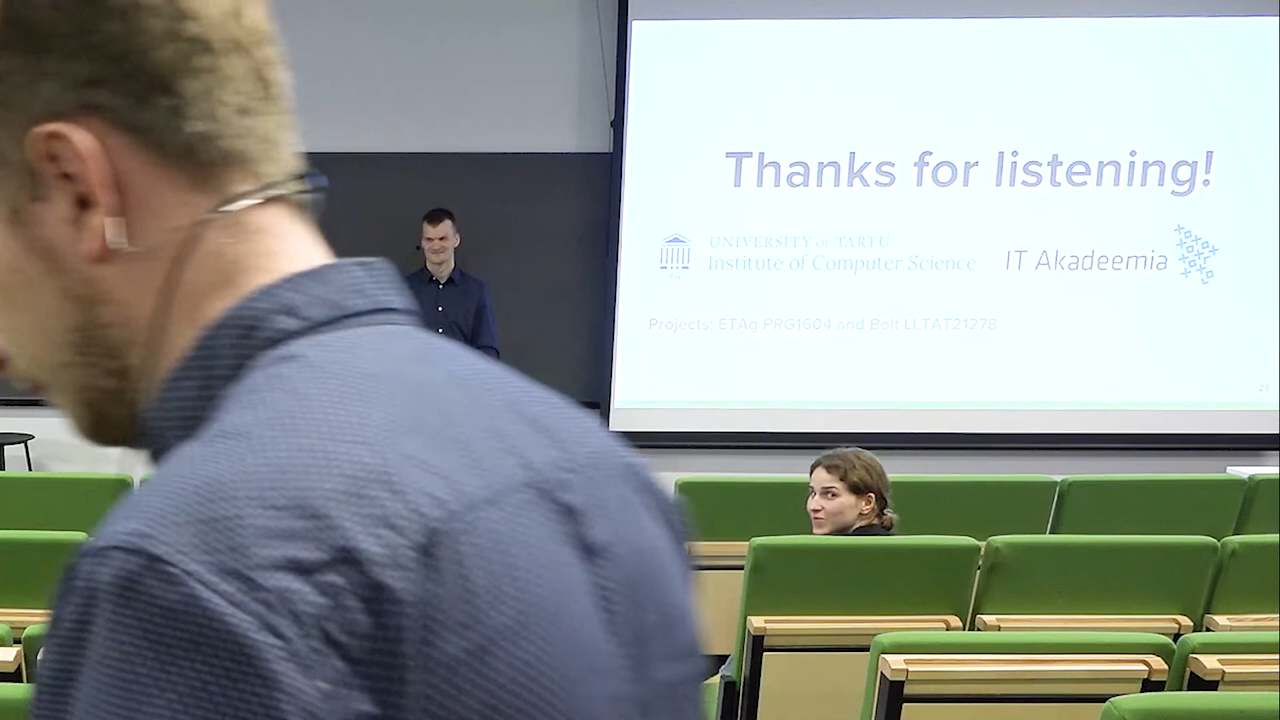 Thanks for listening!
UNIVERSITY OF TARTU
Institute of Computer Science
IT Akadeemia
Projects: ETAg PRG1604 and Bolt LLTAT21278